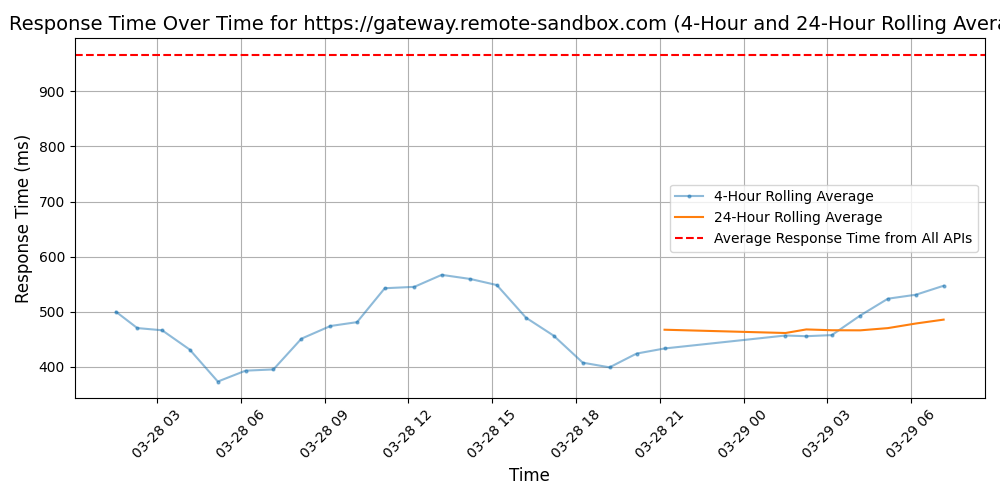 Response Time Over Time for https://gateway.remote-sandbox.com (4-Hour and 24-Hour Rolling Avera
Response Time (ms)
900
800
700
600
500
400
4-Hour Rolling Average
24-Hour Rolling Average
Average Response Time from All APIs
03-28 03
03-28 06
03-28 09
03-28 12
03-28 15
03-28 18
03-28 21
03-29 00
03-29 03
03-29 06
Time